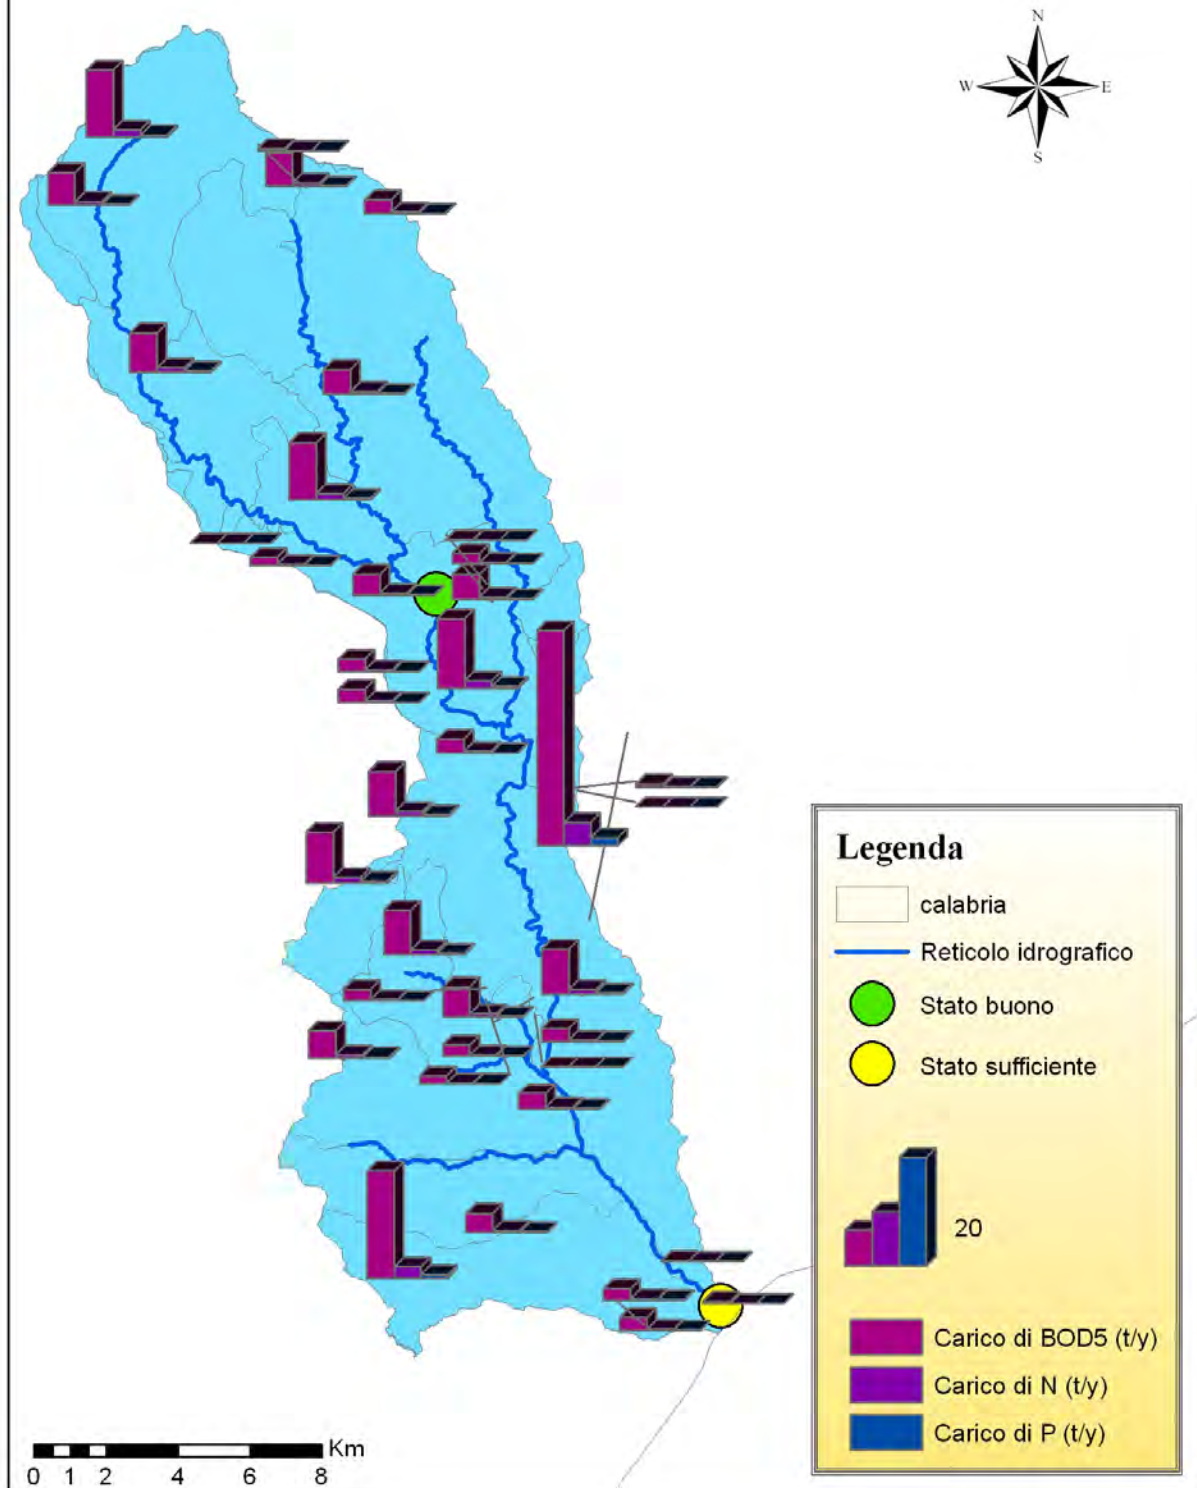 N
W E
S
Legenda
calabria
Reticolo idrografico
Stato buono
Stato sufficiente
20
Carico di BOD5 (t/y)
Carico di N (t/y)
Carico di P (t/y)
Km
0 1 2 4 6 8